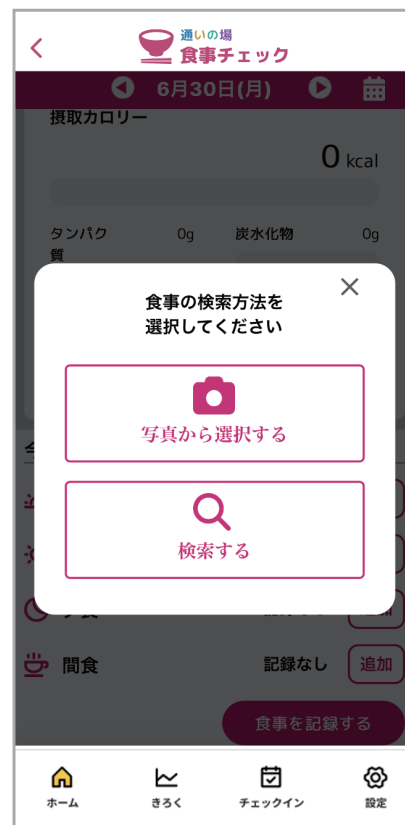 通いの場
食事チェック
6月30日(月)
摂取カロリー
0 kcal
タンパク 0g 炭水化物 0g
質
食事の検索方法を
選択してください
写真から選択する
検索する
間食 記録なし 追加
食事を記録する
ホーム きろく チェックイン 設定